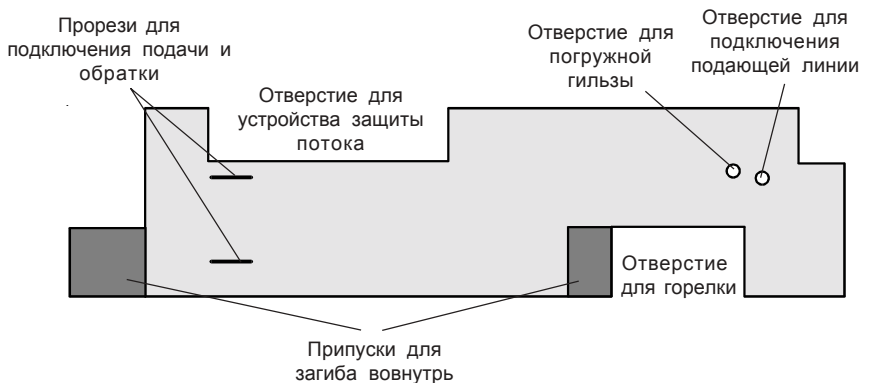 Прорези для
подключения подачи и
обратки
Отверстие для
устройства защиты
потока
Отверстие для
погружной
гильзы
Отверстие для
подключения
подающей линии
Отверстие
для горелки
Припуски для
загиба вовнутрь